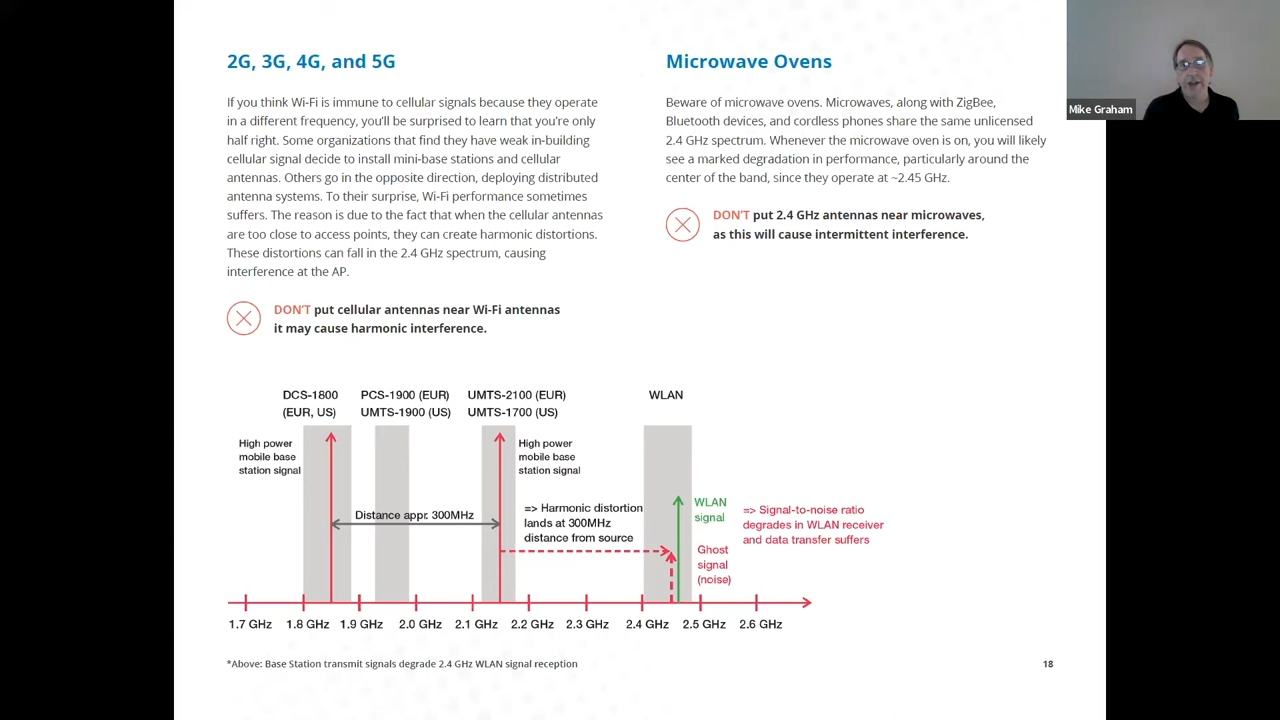 2G, 3G, 4G, and 5G
If you think Wi-Fi is immune to cellular signals because they operate
in a different frequency, you'll be surprised to learn that you're only
half right. Some organizations that find they have weak in-building
cellular signal decide to install mini-base stations and cellular
antennas. Others go in the opposite direction, deploying distributed
antenna systems. To their surprise, Wi-Fi performance sometimes
suffers. The reason is due to the fact that when the cellular antennas
are too close to access points, they can create harmonic distortions.
These distortions can fall in the 2.4 GHz spectrum, causing
interference at the AP.
DON'T put cellular antennas near Wi-Fi antennas
it may cause harmonic interference.
Microwave Ovens
Beware of microwave ovens. Microwaves, along with ZigBee,
Bluetooth devices, and cordless phones share the same unlicensed
2.4 GHz spectrum. Whenever the microwave oven is on, you will likely
see a marked degradation in performance, particularly around the
center of the band, since they operate at ~2.45 GHz.
DON'T put 2.4 GHz antennas near microwaves,
as this will cause intermittent interference.
Mike Graham
DCS-1800
(EUR, US)
PCS-1900 (EUR)
UMTS-1900 (US)
UMTS-2100 (EUR)
UMTS-1700 (US)
WLAN
High power
mobile base
station signal
High power
mobile base
station signal
Distance appr. 300MHz
=> Harmonic distortion
lands at 300MHz
distance from source
WLAN
signal
Ghost
signal
(noise)
=> Signal-to-noise ratio
degrades in WLAN receiver
and data transfer suffers
1.7 GHz 1.8 GHz 1.9 GHz 2.0 GHz 2.1 GHz 2.2 GHz 2.3 GHz 2.4 GHz 2.5 GHz 2.6 GHz
*Above: Base Station transmit signals degrade 2.4 GHz WLAN signal reception
18